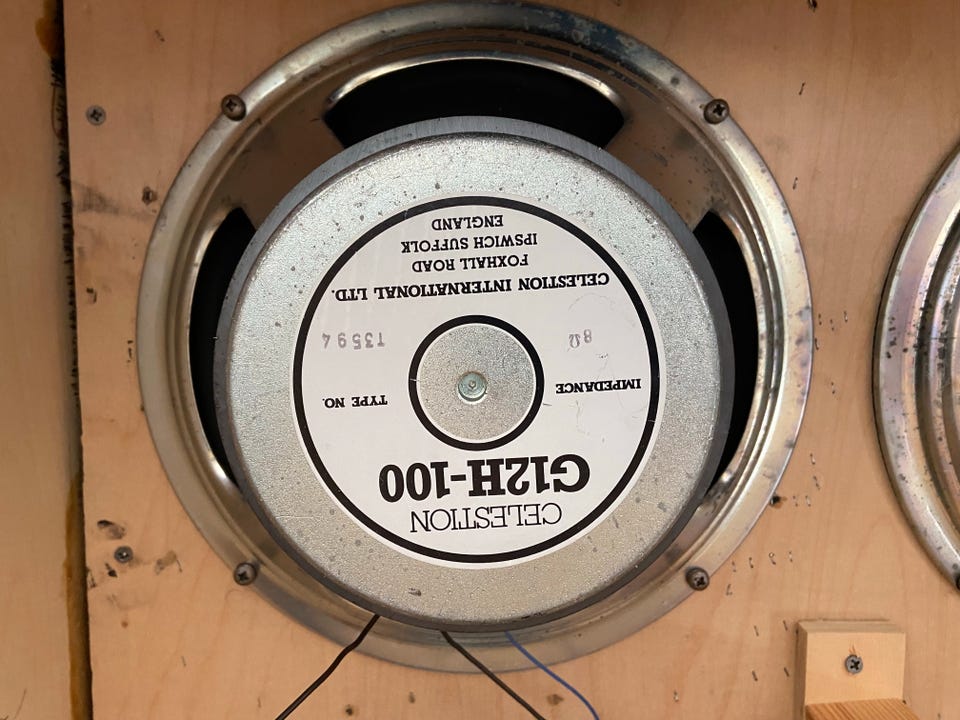 CELESTION
G12H-100
IMPEDANCE
TYPE NO.
8Ω
T3594
CELESTION INTERNATIONAL LTD.
FOXHALL ROAD
IPSWICH SUFFOLK
ENGLAND